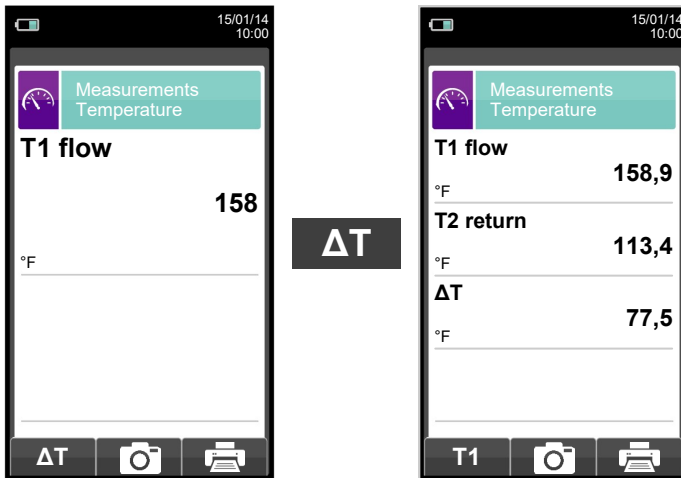 15/01/14
10:00
Measurements
Temperature
T1 flow
158
°F
ΔT
ΔT
15/01/14
10:00
Measurements
Temperature
T1 flow
158,9
°F
T2 return
113,4
°F
ΔT
77,5
°F
T1